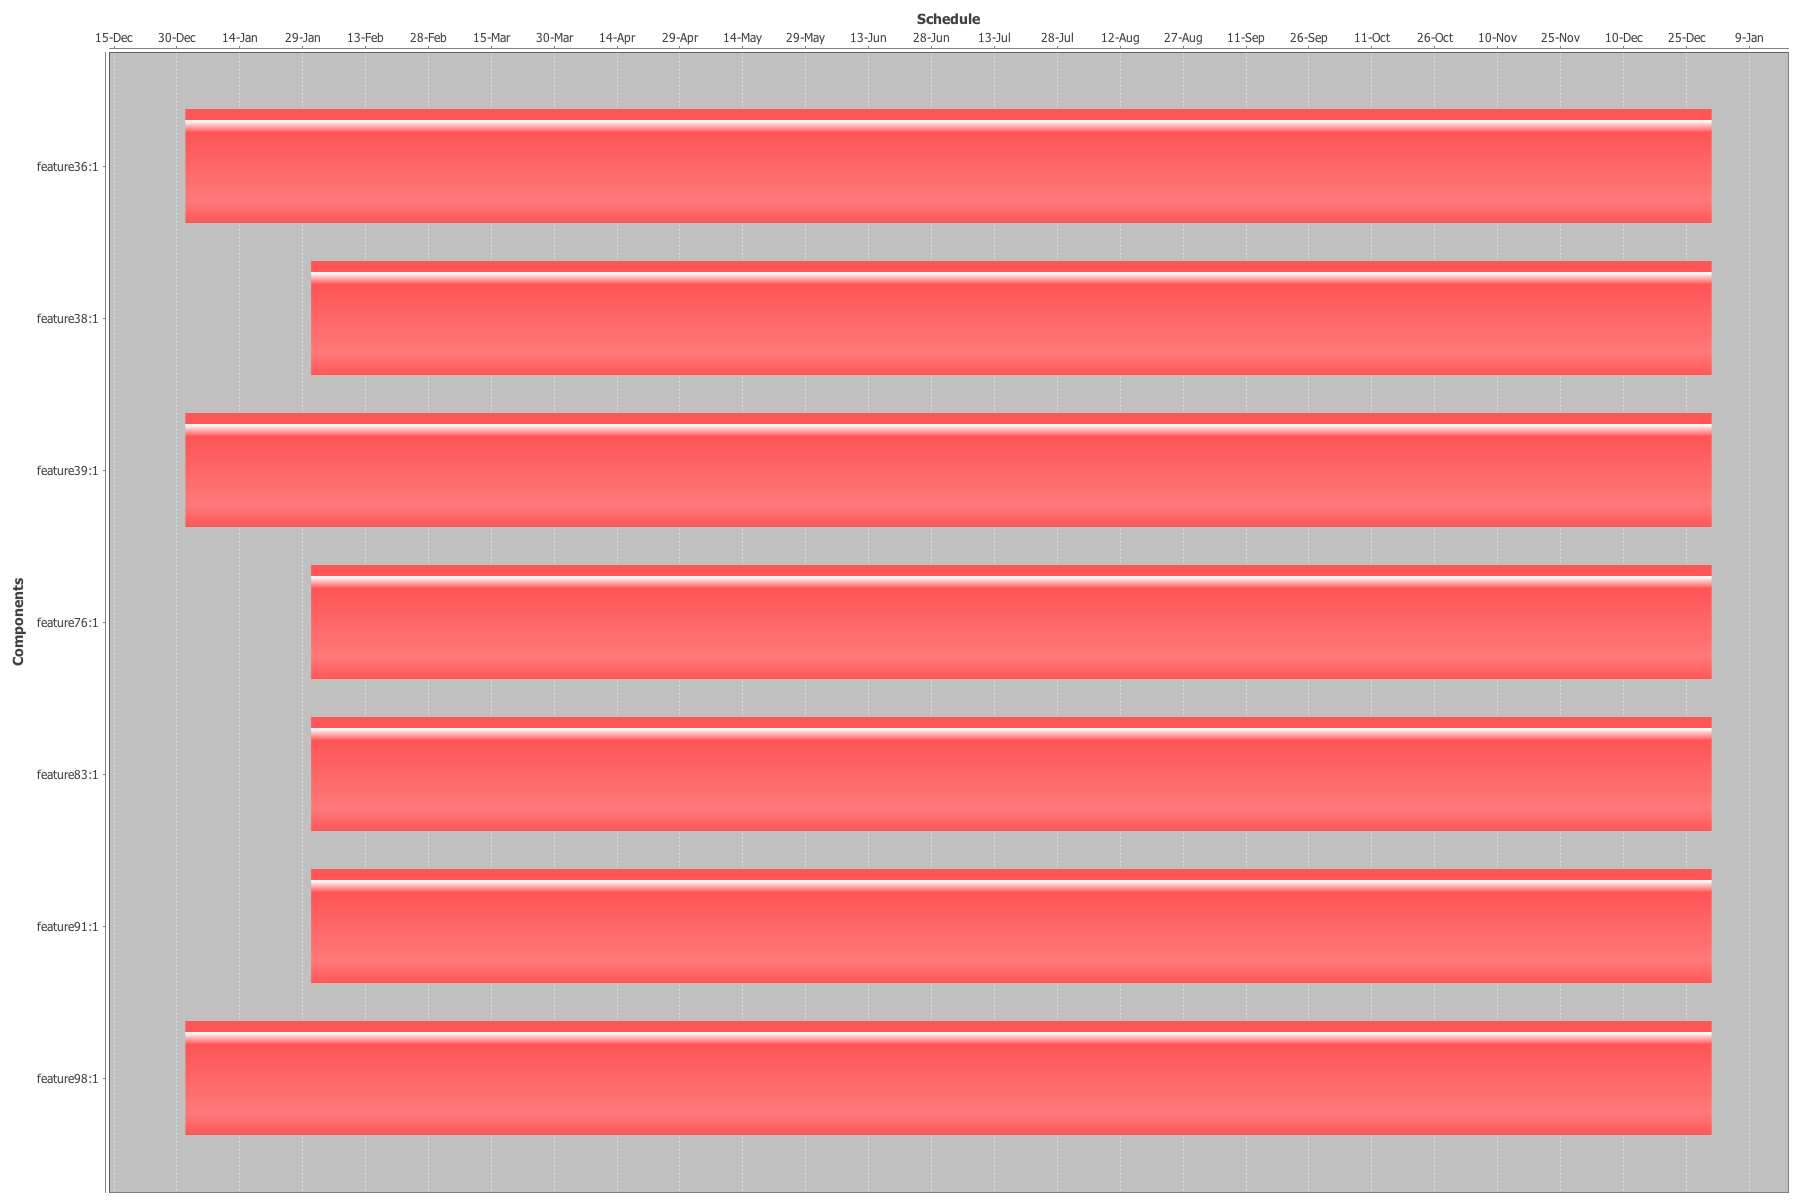 Schedule
15-Dec 30-Dec 14-Jan 29-Jan 13-Feb 28-Feb 15-Mar 30-Mar 14-Apr 29-Apr 14-May 29-May 13-Jun 28-Jun 13-Jul 28-Jul 12-Aug 27-Aug 11-Sep 26-Sep 11-Oct 26-Oct 10-Nov 25-Nov 10-Dec 25-Dec 9-Jan
Components
feature36:1
feature38:1
feature39:1
feature76:1
feature83:1
feature91:1
feature98:1